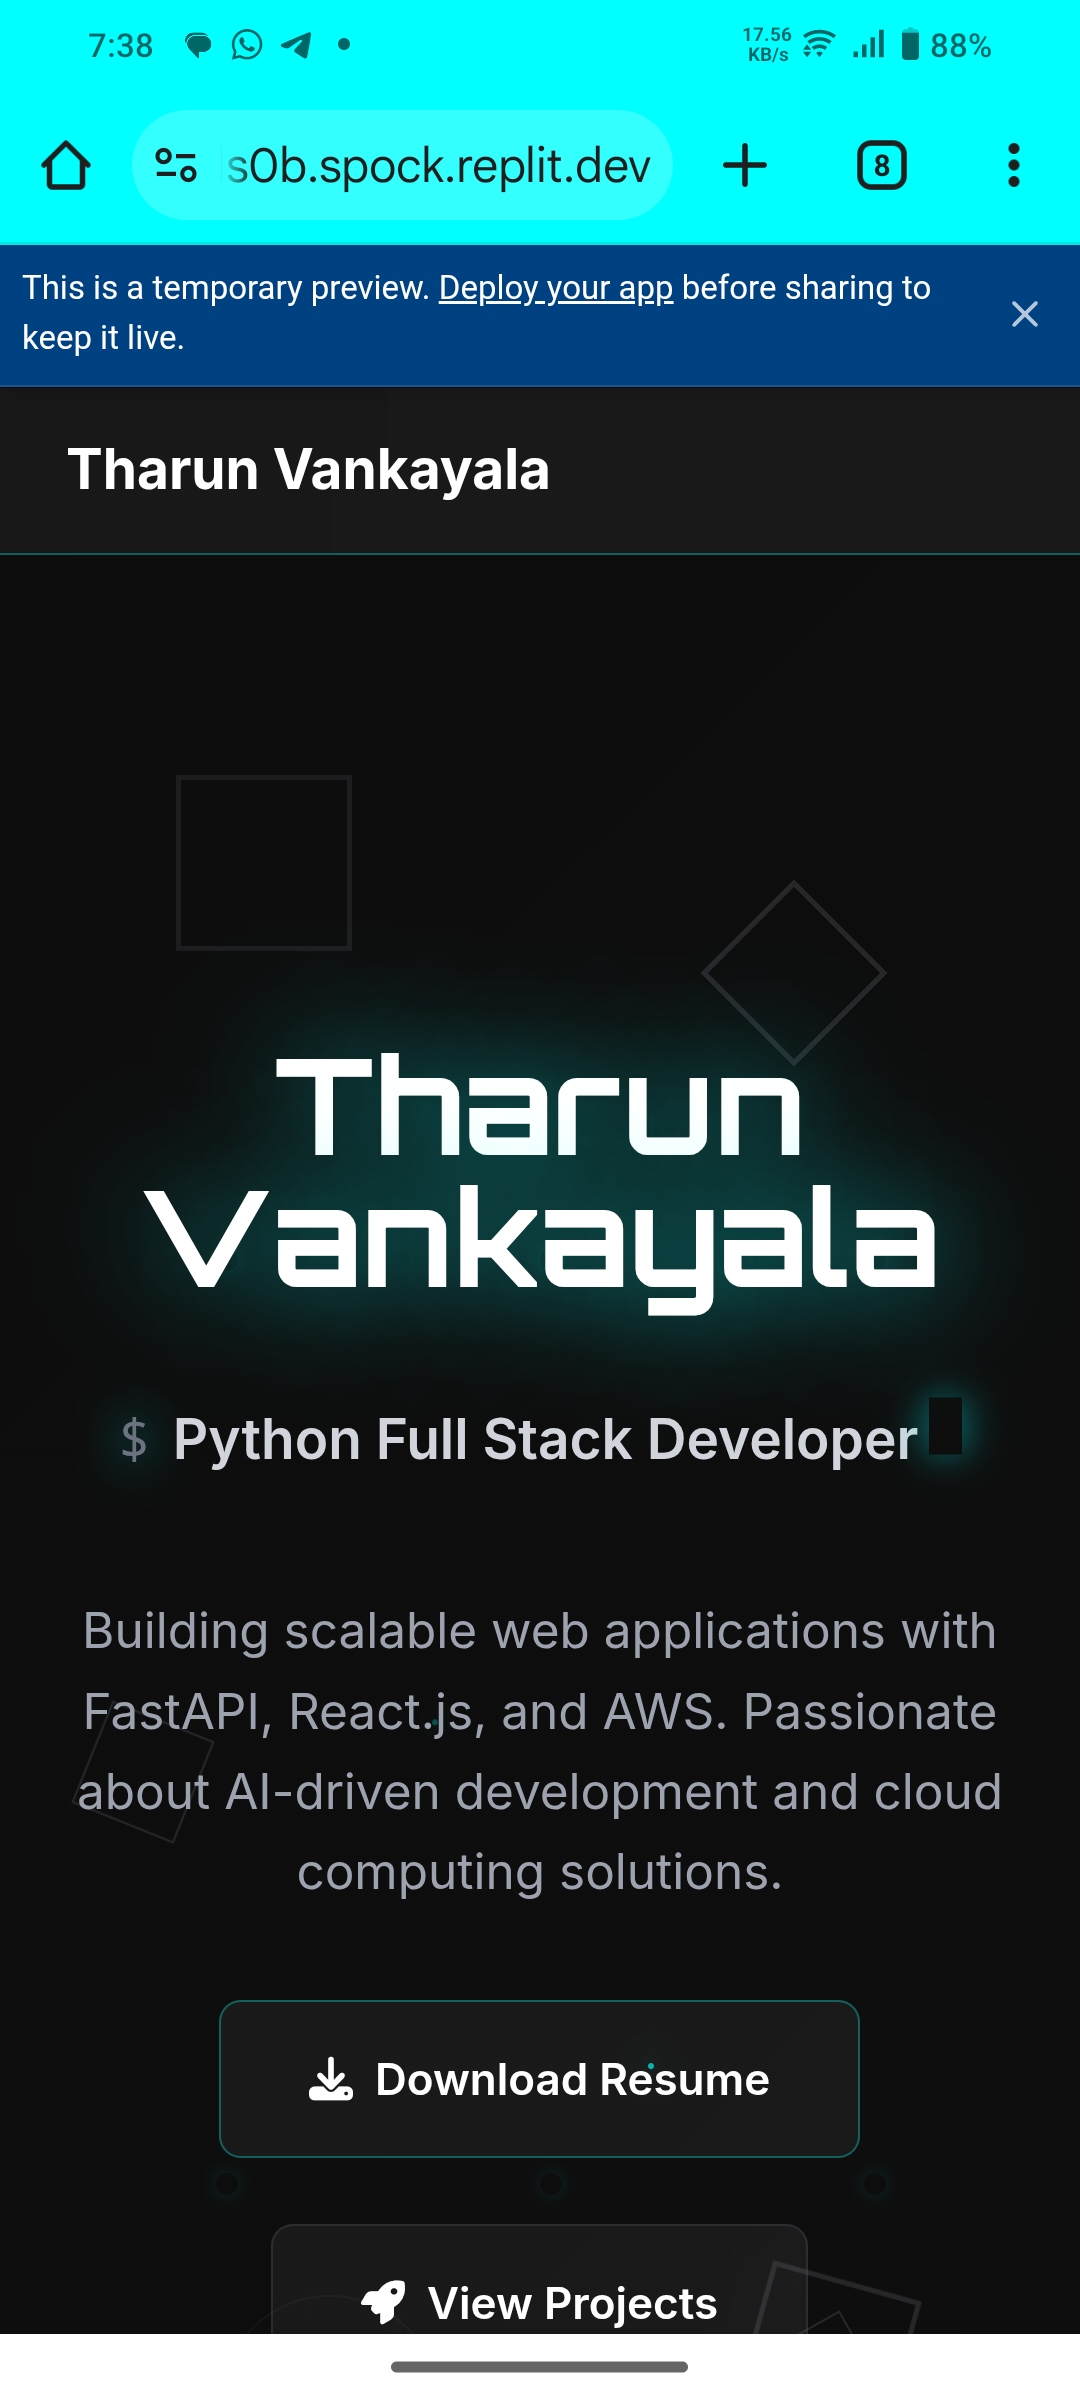 7:38
17.56
KB/s
88%
s0b.spock.replit.dev
8
This is a temporary preview. Deploy your app before sharing to
keep it live.
Tharun Vankayala
Tharun
Vankayala
$ Python Full Stack Developer
Building scalable web applications with
FastAPI, React.js, and AWS. Passionate
about AI-driven development and cloud
computing solutions.
Download Resume
View Projects